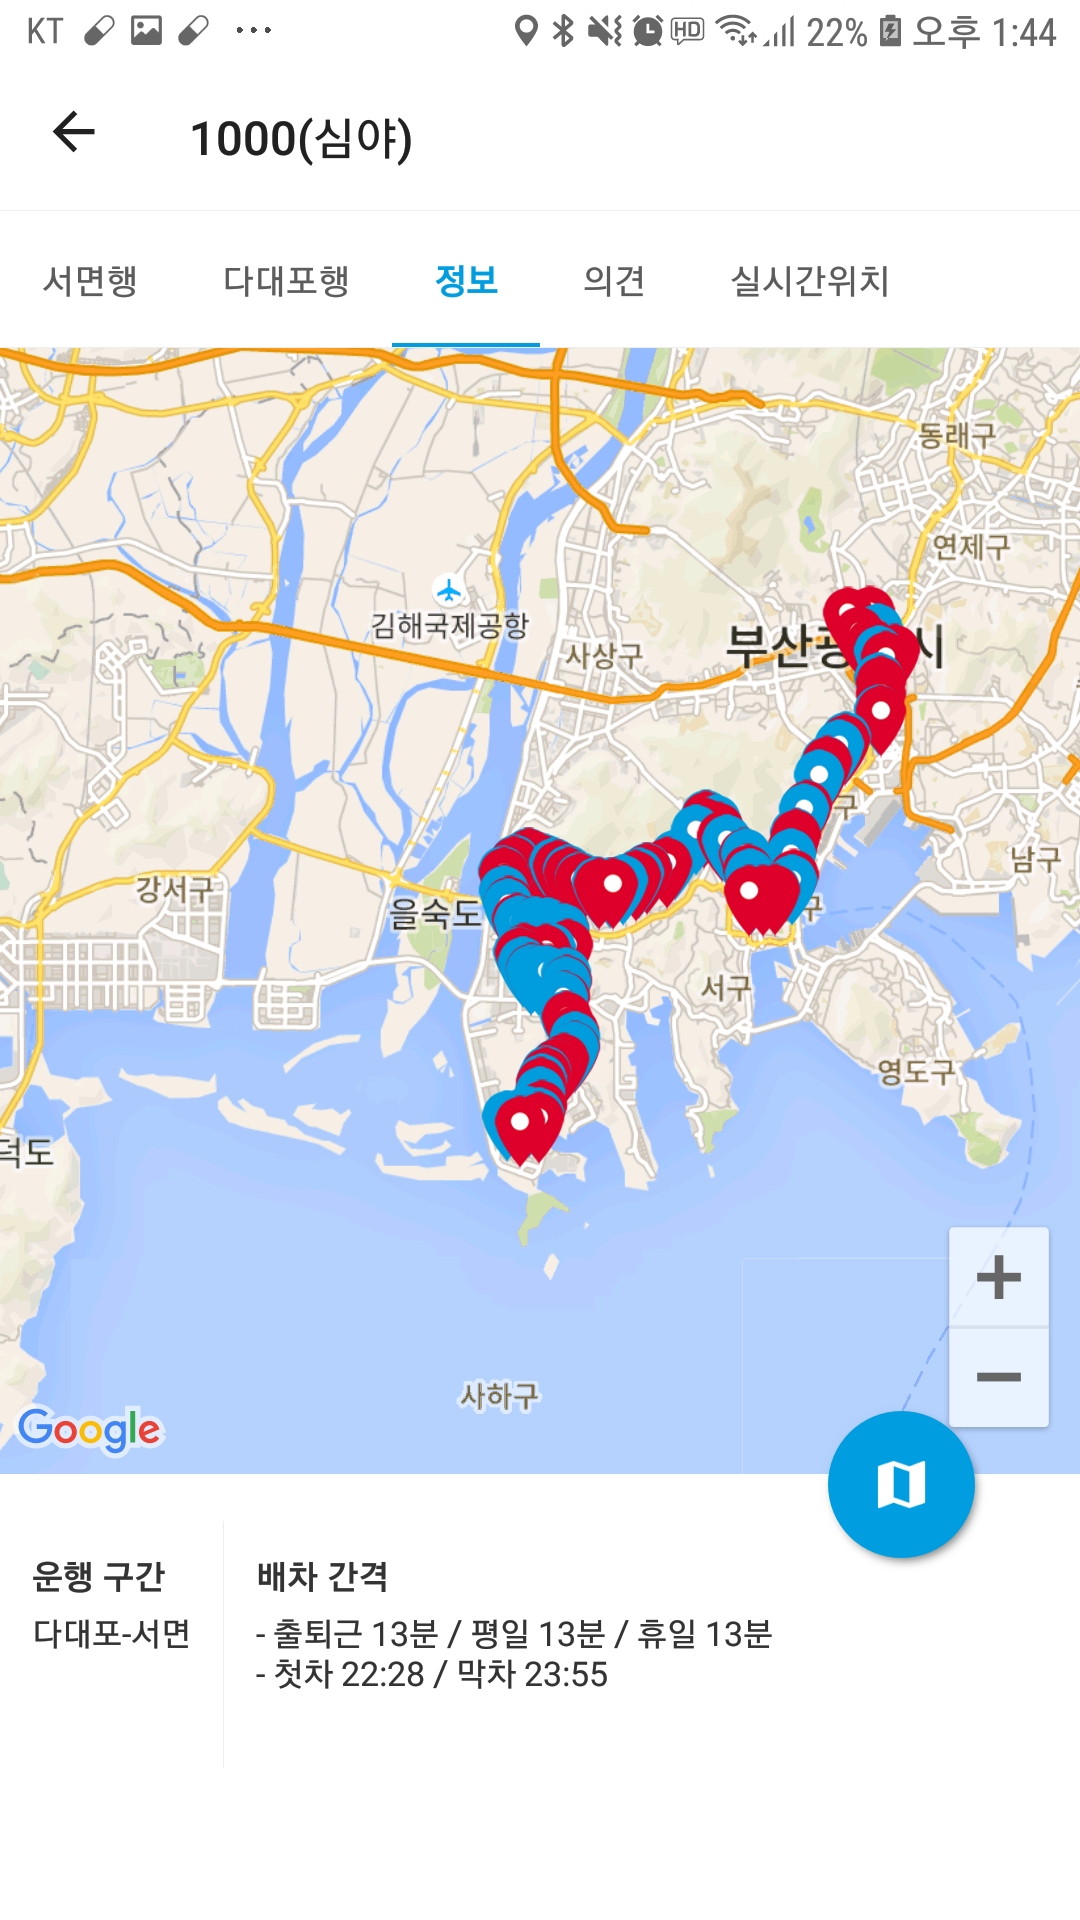 KT HD 22% 오후 1:44
1000(심야)
서면행 다대포행 정보 의견 실시간위치
동래구
연제구
김해국제공항
사상구
부산광 시
구
남구
강서구
을숙도
구
서구
영도구
덕도
사하구
Google
운행 구간
다대포-서면
배차 간격
- 출퇴근 13분 / 평일 13분 / 휴일 13분
- 첫차 22:28 / 막차 23:55